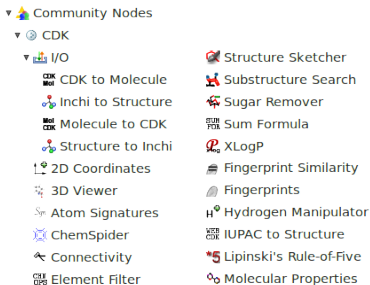 Community Nodes
CDK
I/O
CDK to Molecule
Inchi to Structure
Molecule to CDK
Structure to Inchi
2D Coordinates
3D Viewer
Atom Signatures
ChemSpider
Connectivity
Element Filter
Structure Sketcher
Substructure Search
Sugar Remover
Sum Formula
XLogP
Fingerprint Similarity
Fingerprints
Hydrogen Manipulator
IUPAC to Structure
Lipinski's Rule-of-Five
Molecular Properties